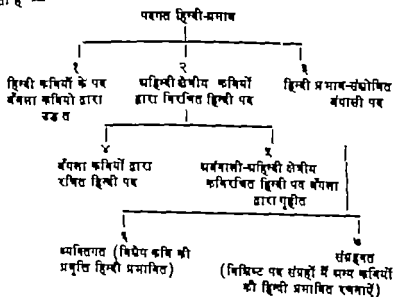 पदगत हिन्दी-प्रभाव
१ २ ३
हिन्दी कवियों के पद अहिन्दी क्षेत्रीय कवियों हिन्दी प्रभाव-संप्रोषित
बँगला कवियों द्वारा द्वारा विरचित हिन्दी पद बंगाली पद
उद्धृत
४ ५
बँगला कवियों द्वारा अबंगाली-अहिन्दी क्षेत्रीय
रचित हिन्दी पद कविरचित हिन्दी पद बँगला
द्वारा गृहीत
व्यक्तिगत (विशेष कवि की संग्रहगत
प्रवृत्ति हिन्दी प्रभावित) (विशिष्ट पद संग्रहों में अन्य कवियों
की हिन्दी प्रभावित रचनाएँ)